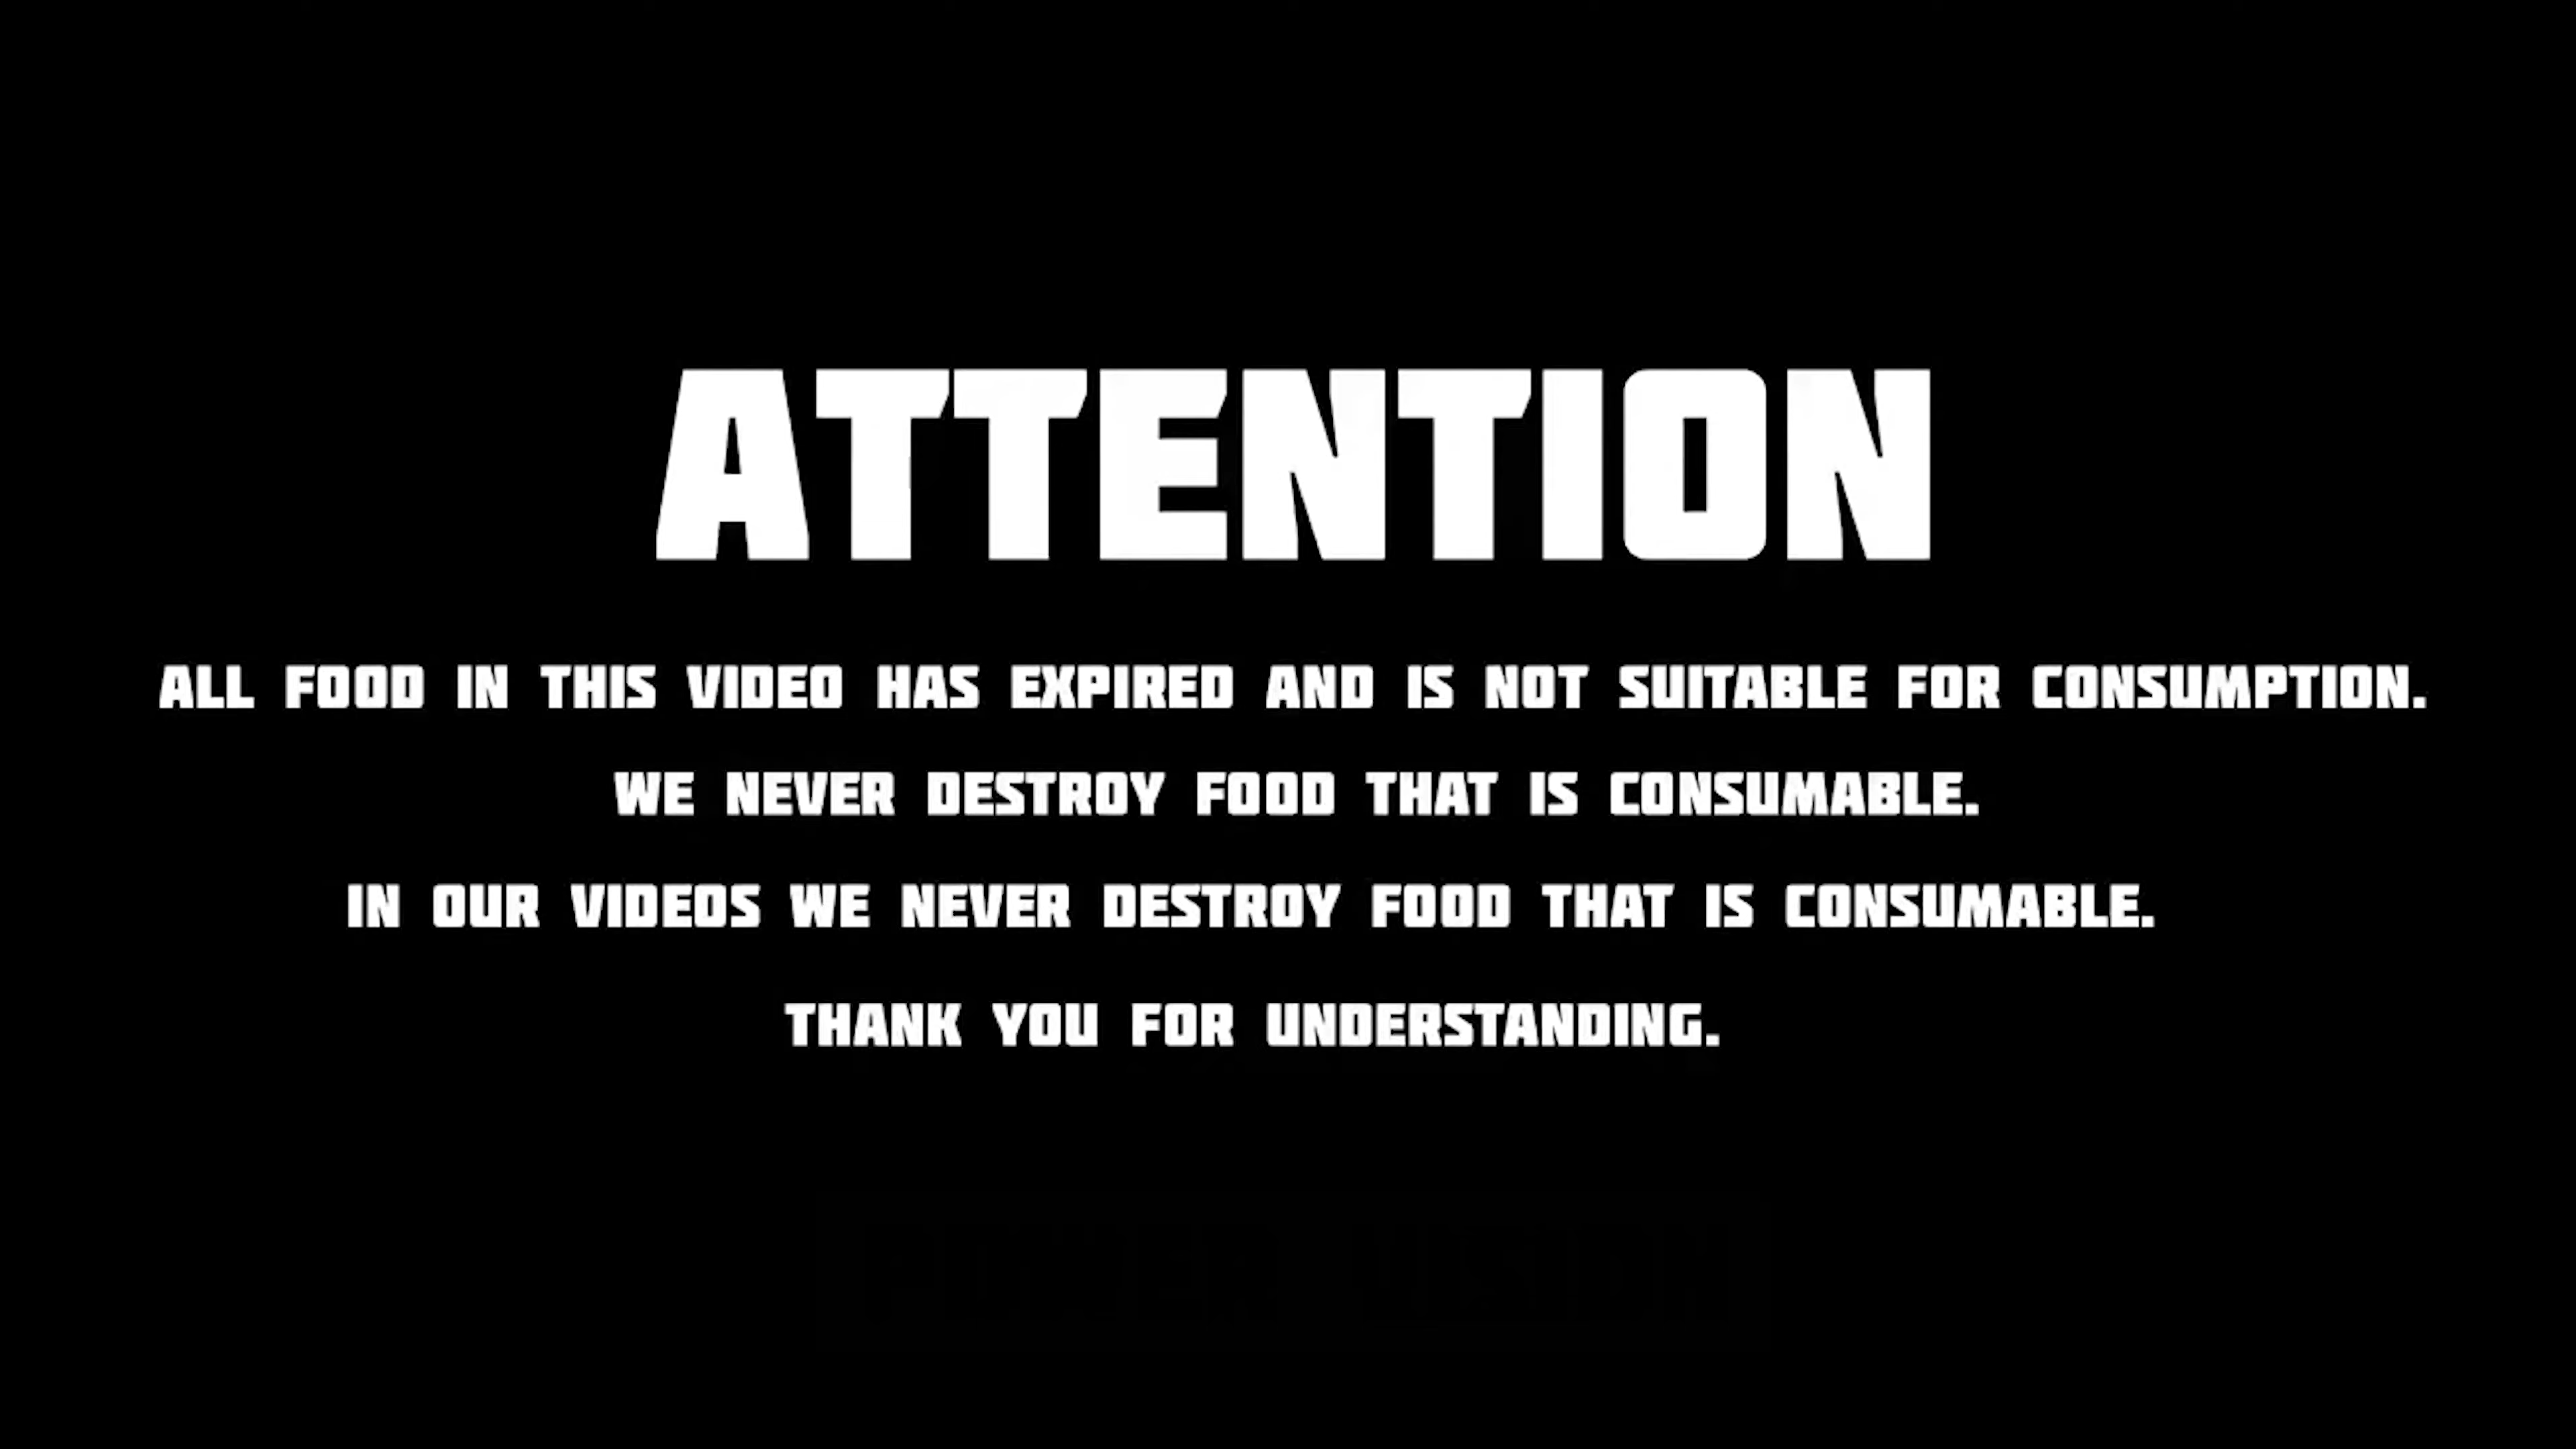 ATTENTION
ALL FOOD IN THIS VIDEO HAS EXPIRED AND IS NOT SUITABLE FOR CONSUMPTION.
WE NEVER DESTROY FOOD THAT IS CONSUMABLE.
IN OUR VIDEOS WE NEVER DESTROY FOOD THAT IS CONSUMABLE.
THANK YOU FOR UNDERSTANDING.